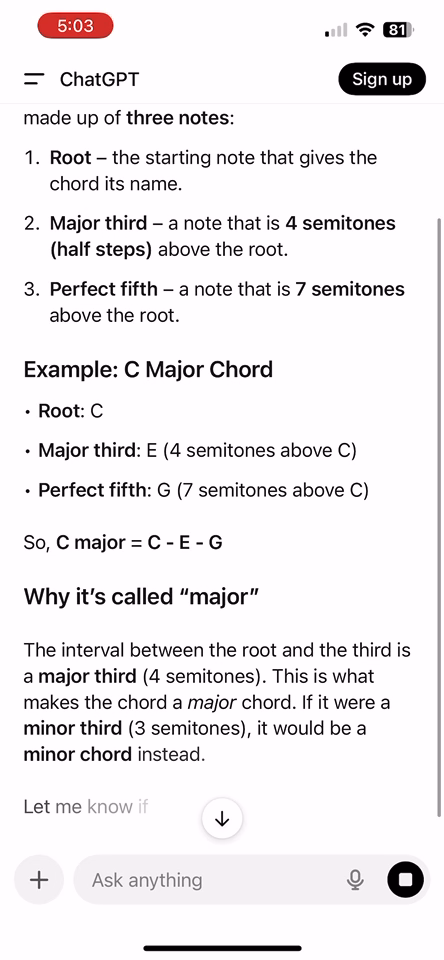 5:03
81
ChatGPT
Sign up
made up of three notes:
1. Root – the starting note that gives the
chord its name.
2. Major third – a note that is 4 semitones
(half steps) above the root.
3. Perfect fifth – a note that is 7 semitones
above the root.
Example: C Major Chord
• Root: C
• Major third: E (4 semitones above C)
• Perfect fifth: G (7 semitones above C)
So, C major = C - E - G
Why it’s called “major”
The interval between the root and the third is
a major third (4 semitones). This is what
makes the chord a major chord. If it were a
minor third (3 semitones), it would be a
minor chord instead.
Let me know if
Ask anything